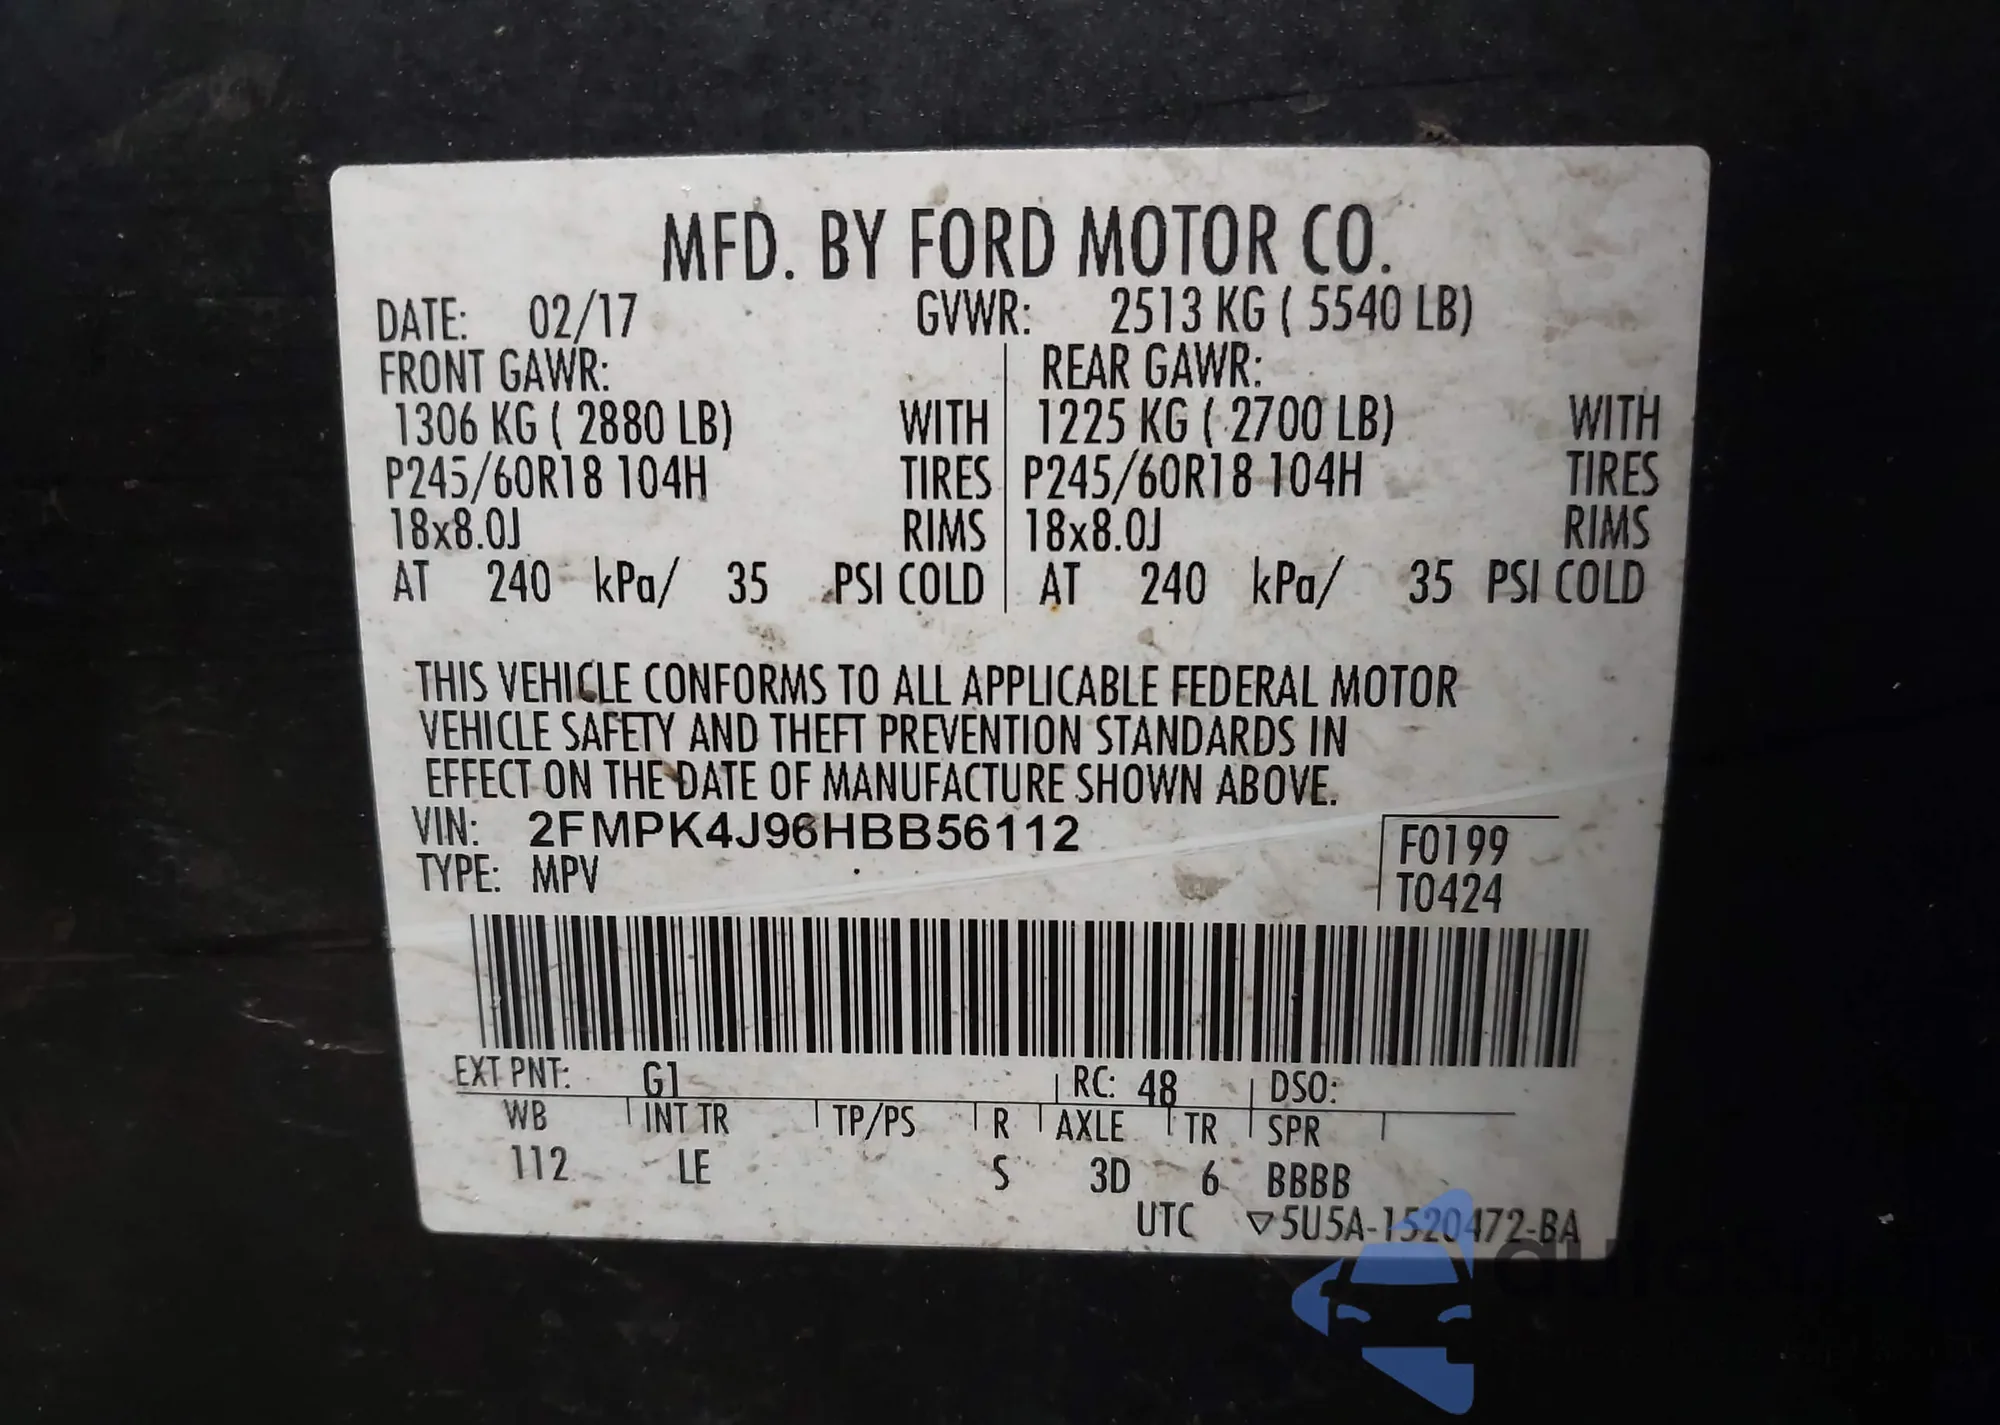 MFD. BY FORD MOTOR CO.
DATE: 02/17 GVWR: 2513 KG ( 5540 LB)
FRONT GAWR: REAR GAWR:
1306 KG ( 2880 LB) WITH 1225 KG ( 2700 LB) WITH
P245/60R18 104H TIRES P245/60R18 104H TIRES
18x8.0J RIMS 18x8.0J RIMS
AT 240 kPa/ 35 PSI COLD AT 240 kPa/ 35 PSI COLD
THIS VEHICLE CONFORMS TO ALL APPLICABLE FEDERAL MOTOR
VEHICLE SAFETY AND THEFT PREVENTION STANDARDS IN
EFFECT ON THE DATE OF MANUFACTURE SHOWN ABOVE.
VIN: 2FMPK4J96HBB56112 F0199
TYPE: MPV T0424
EXT PNT: G1 RC: 48 DSO:
WB INT TR TP/PS R AXLE TR SPR
112 LE S 3D 6 BBBB
UTC ▽5U5A-1520472-BA